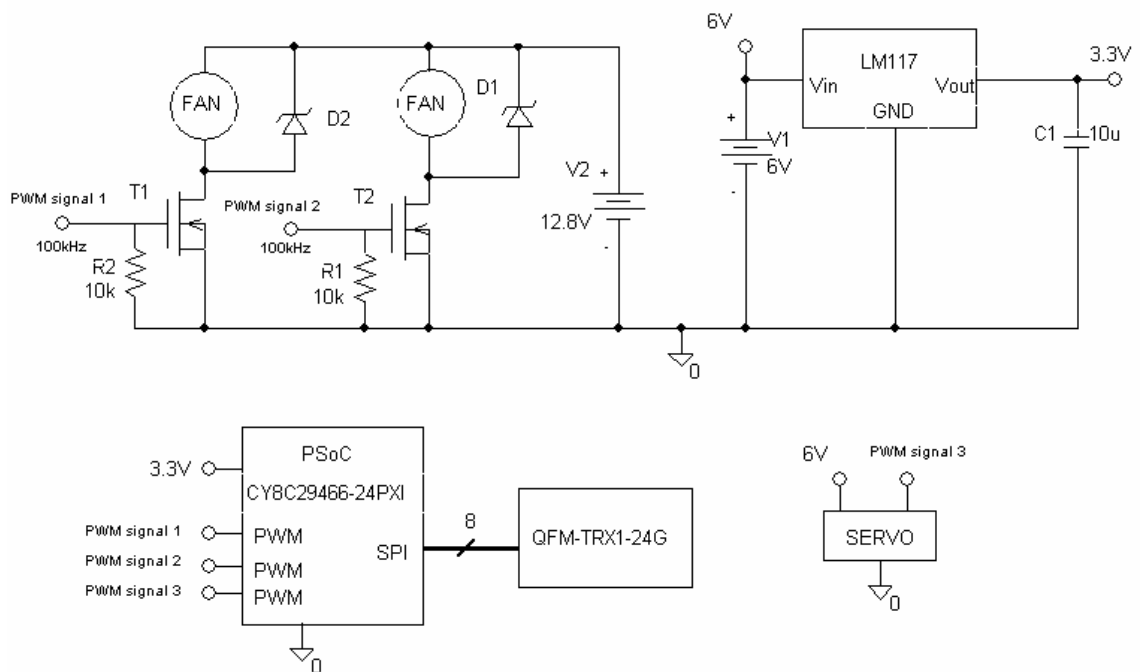 6V
3.3V
LM117
Vin
Vout
GND
FAN
D2
FAN
D1
+
V1
6V
-
C1
10u
V2
+
12.8V
-
T1
PWM signal 1
100kHz
T2
PWM signal 2
100kHz
R2
10k
R1
10k
0
PSoC
CY8C29466-24PXI
3.3V
PWM signal 1
PWM
PWM signal 2
PWM
PWM signal 3
PWM
SPI
8
QFM-TRX1-24G
0
6V
PWM signal 3
SERVO
0